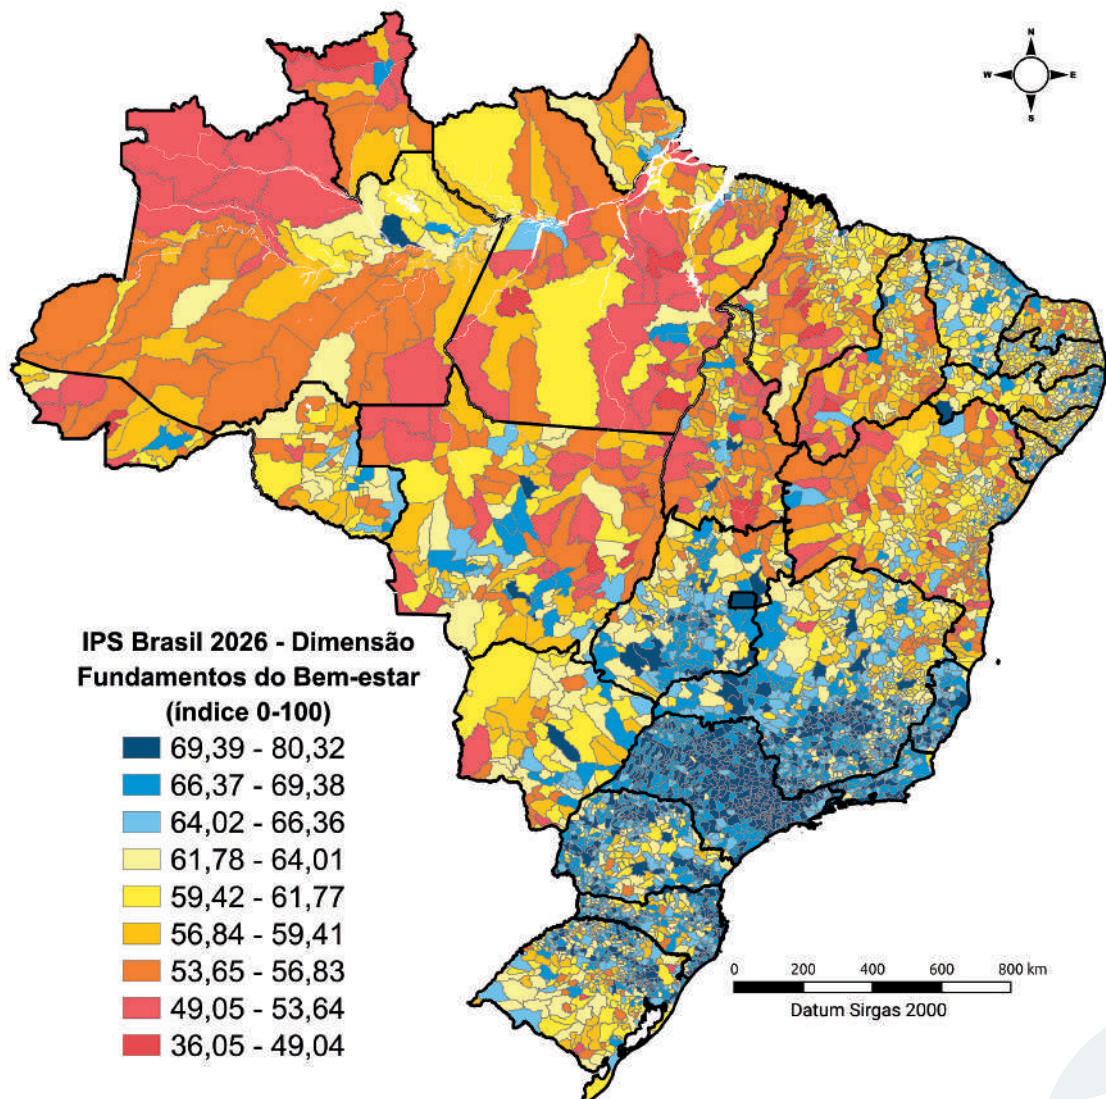 N
W E
S
IPS Brasil 2026 - Dimensão
Fundamentos do Bem-estar
(índice 0-100)
69,39 - 80,32
66,37 - 69,38
64,02 - 66,36
61,78 - 64,01
59,42 - 61,77
56,84 - 59,41
53,65 - 56,83
49,05 - 53,64
36,05 - 49,04
0 200 400 600 800 km
Datum Sirgas 2000